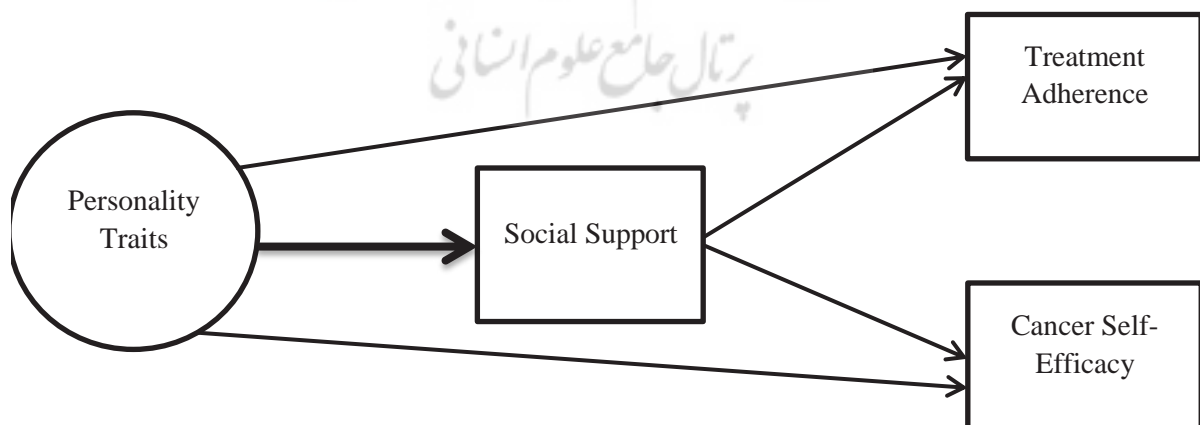 پرتال جامع علوم انسانی
Treatment
Adherence
Personality
Traits
Social Support
Cancer Self-
Efficacy